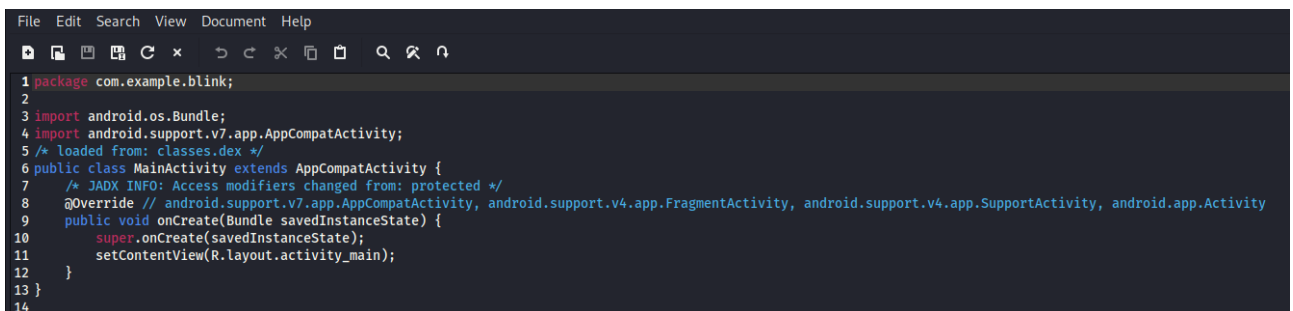 File Edit Search View Document Help
1 package com.example.blink;
2
3 import android.os.Bundle;
4 import android.support.v7.app.AppCompatActivity;
5 /* loaded from: classes.dex */
6 public class MainActivity extends AppCompatActivity {
7     /* JADX INFO: Access modifiers changed from: protected */
8     @Override // android.support.v7.app.AppCompatActivity, android.support.v4.app.FragmentActivity, android.support.v4.app.SupportActivity, android.app.Activity
9     public void onCreate(Bundle savedInstanceState) {
10         super.onCreate(savedInstanceState);
11         setContentView(R.layout.activity_main);
12     }
13 }
14